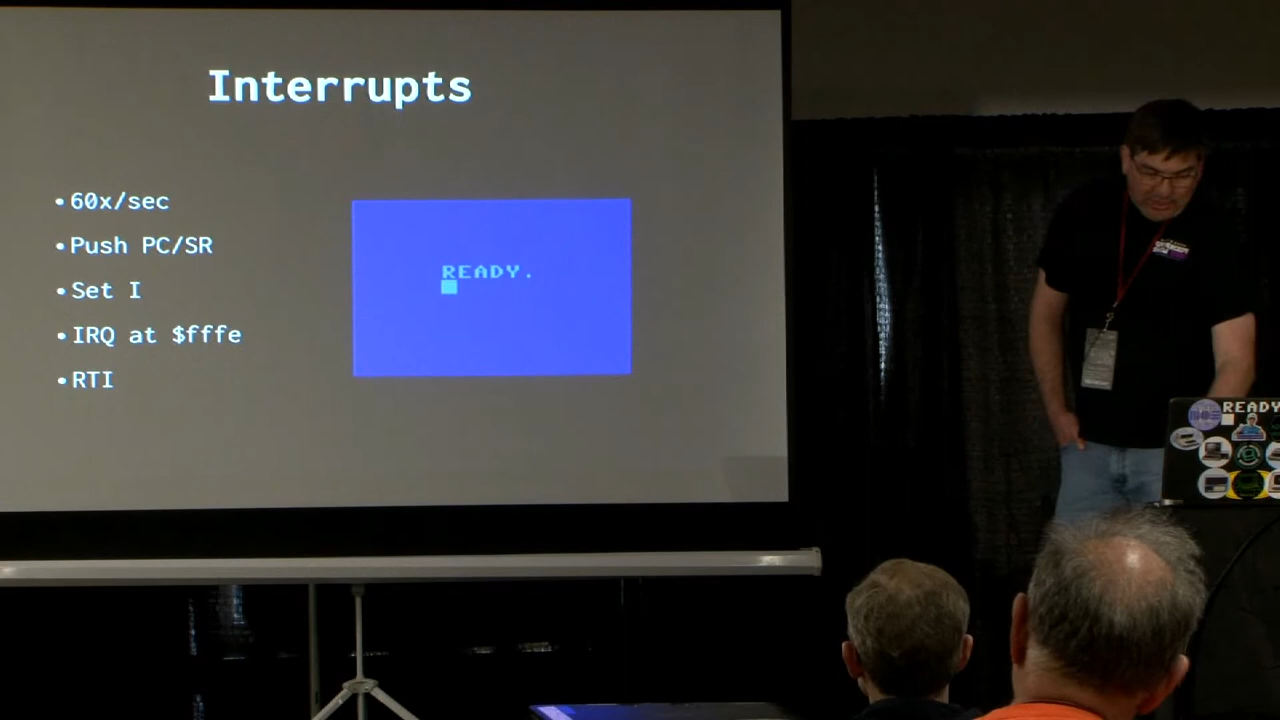 Interrupts
•60x/sec
•Push PC/SR
•Set I
•IRQ at $fffe
•RTI
READY.
READY